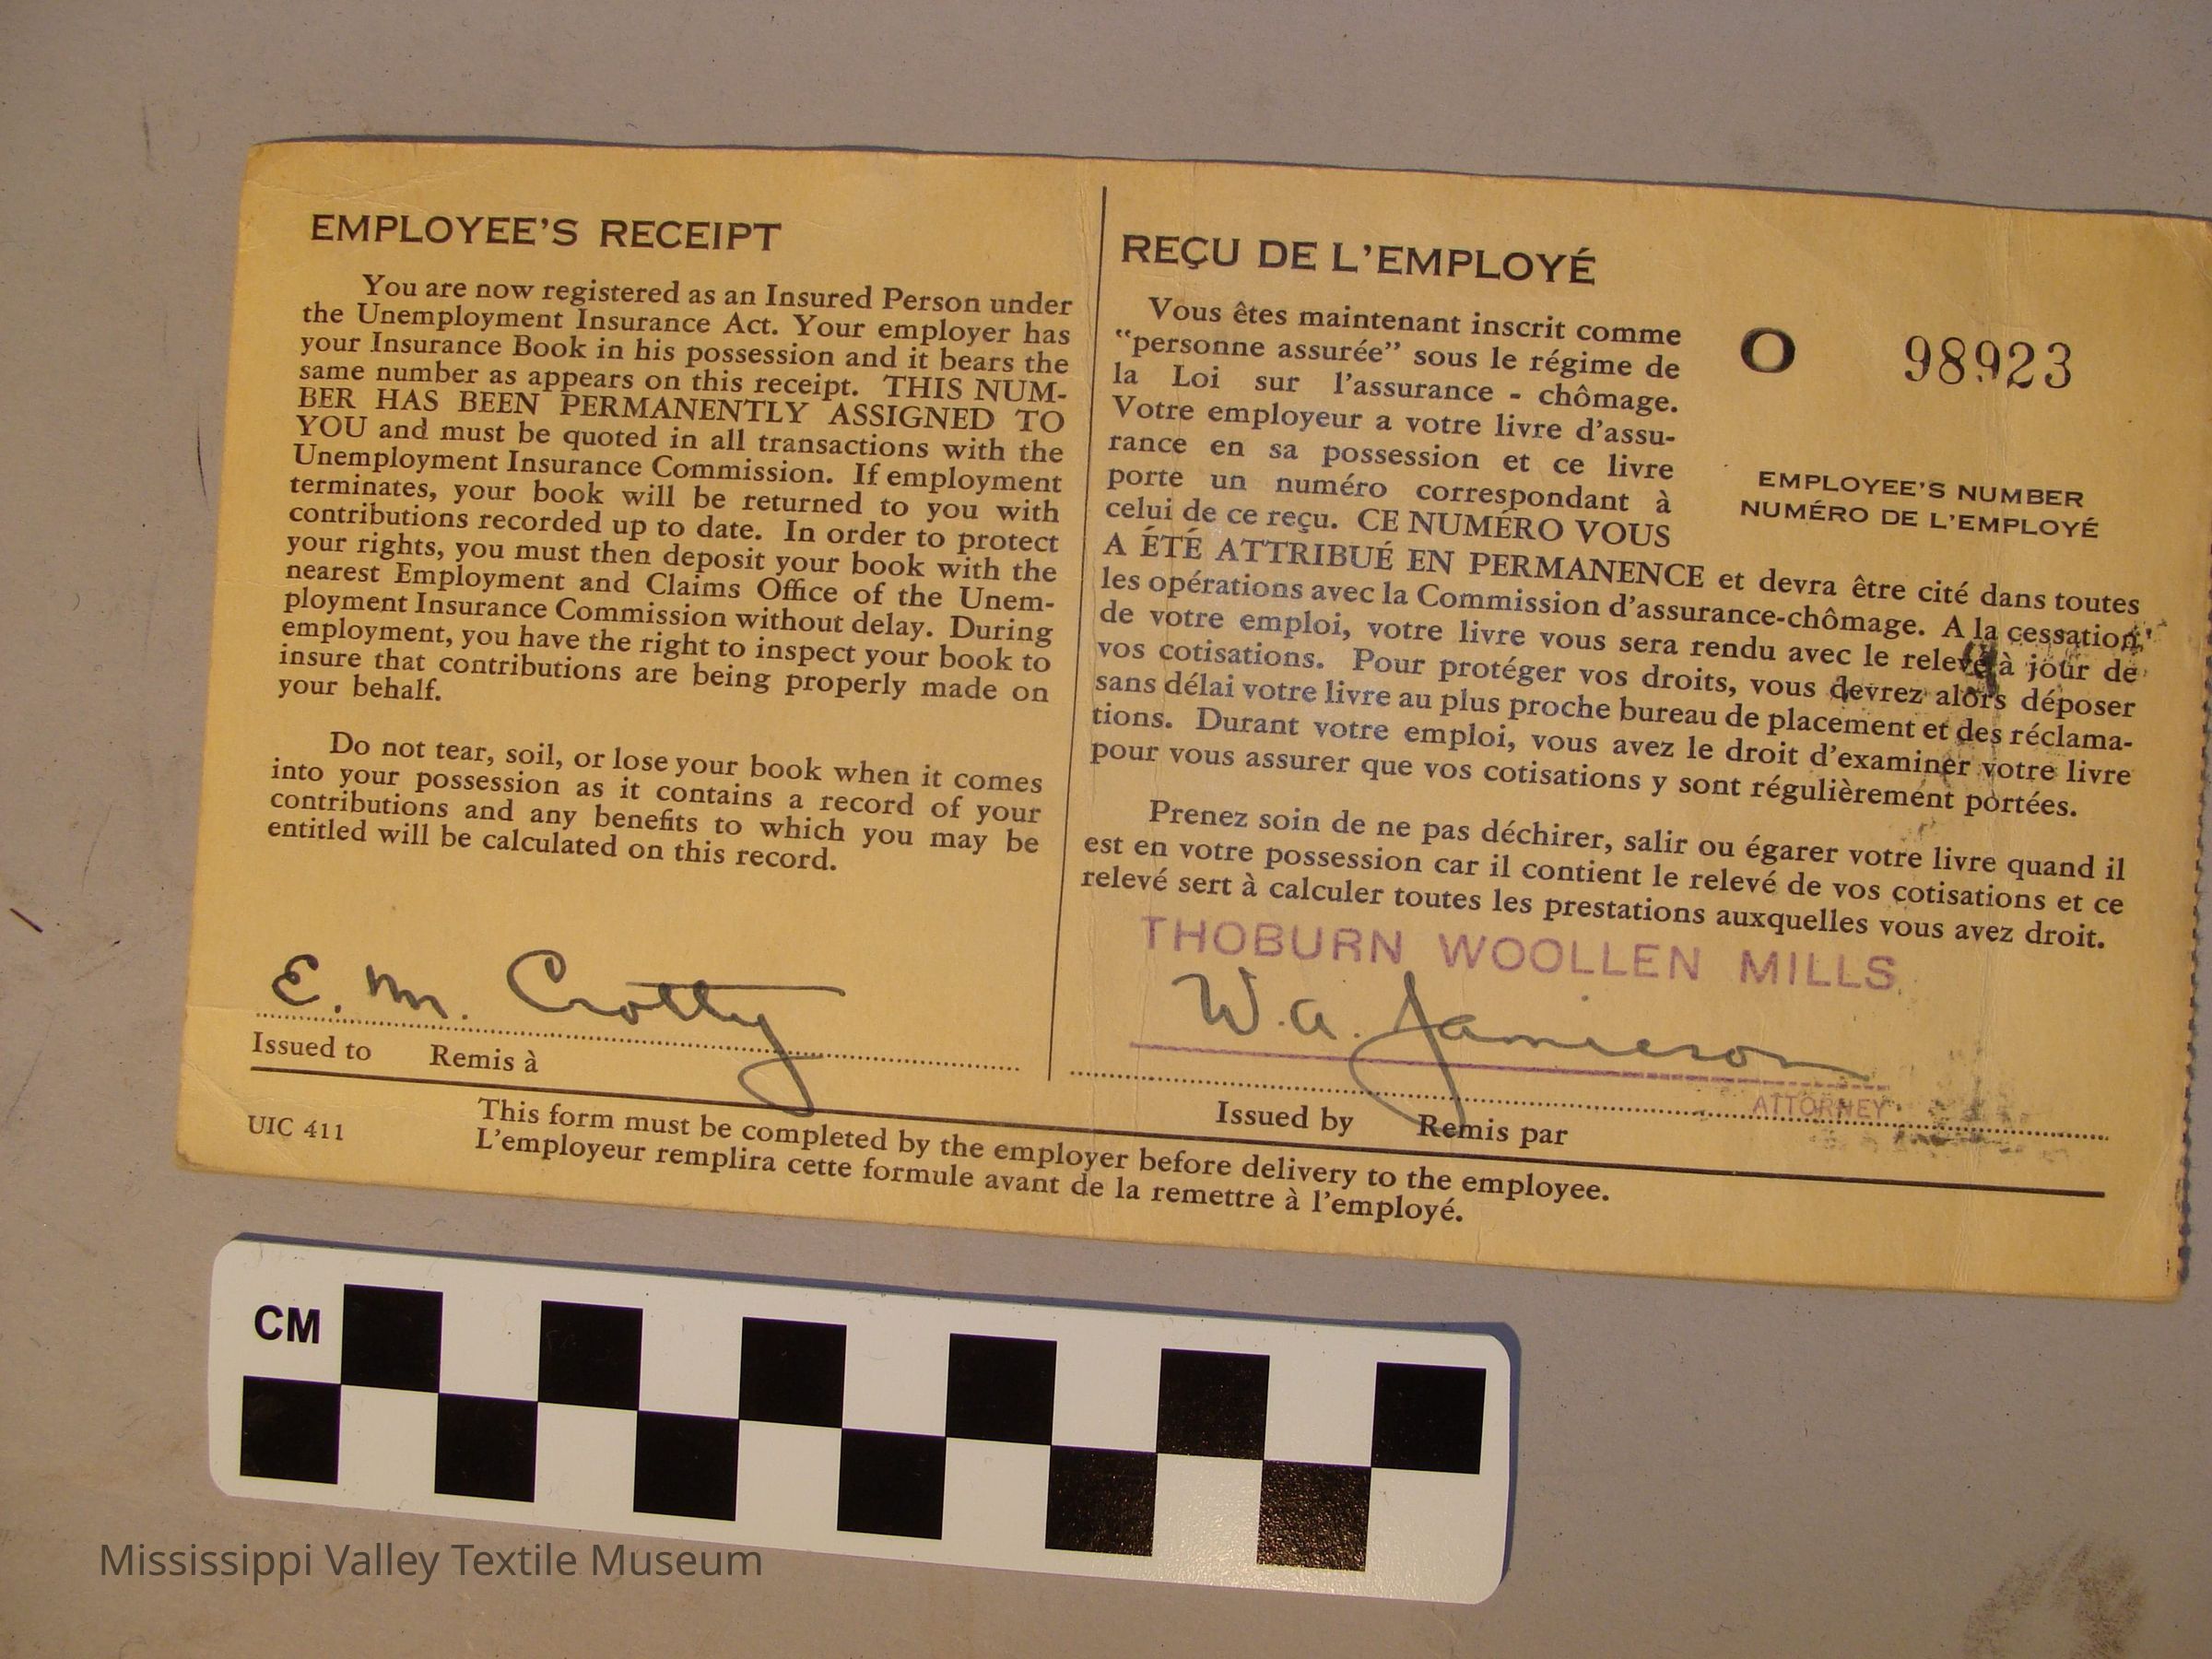 EMPLOYEE'S RECEIPT
You are now registered as an Insured Person under
the Unemployment Insurance Act. Your employer has
your Insurance Book in his possession and it bears the
same number as appears on this receipt. THIS NUM-
BER HAS BEEN PERMANENTLY ASSIGNED TO
YOU and must be quoted in all transactions with the
Unemployment Insurance Commission. If employment
terminates, your book will be returned to you with
contributions recorded up to date. In order to protect
your rights, you must then deposit your book with the
nearest Employment and Claims Office of the Unem-
ployment Insurance Commission without delay. During
employment, you have the right to inspect your book to
insure that contributions are being properly made on
your behalf.
Do not tear, soil, or lose your book when it comes
into your possession as it contains a record of your
contributions and any benefits to which you may be
entitled will be calculated on this record.
E. M. Crotty
Issued to Remis à
REÇU DE L'EMPLOYÉ
Vous êtes maintenant inscrit comme
"personne assurée" sous le régime de
la Loi sur l'assurance - chômage.
Votre employeur a votre livre d'assu-
rance en sa possession et ce livre
porte un numéro correspondant à
celui de ce reçu. CE NUMÉRO VOUS
A ÉTÉ ATTRIBUÉ EN PERMANENCE et devra être cité dans toutes
les opérations avec la Commission d'assurance-chômage. A la cessation
de votre emploi, votre livre vous sera rendu avec le relevé à jour de
vos cotisations. Pour protéger vos droits, vous devrez alors déposer
sans délai votre livre au plus proche bureau de placement et des réclama-
tions. Durant votre emploi, vous avez le droit d'examiner votre livre
pour vous assurer que vos cotisations y sont régulièrement portées.
Prenez soin de ne pas déchirer, salir ou égarer votre livre quand il
est en votre possession car il contient le relevé de vos cotisations et ce
relevé sert à calculer toutes les prestations auxquelles vous avez droit.
O 98923
EMPLOYEE'S NUMBER
NUMÉRO DE L'EMPLOYÉ
THOBURN WOOLLEN MILLS
W. A. Jamieson
ATTORNEY
Issued by Remis par
UIC 411
This form must be completed by the employer before delivery to the employee.
L'employeur remplira cette formule avant de la remettre à l'employé.
CM
Mississippi Valley Textile Museum